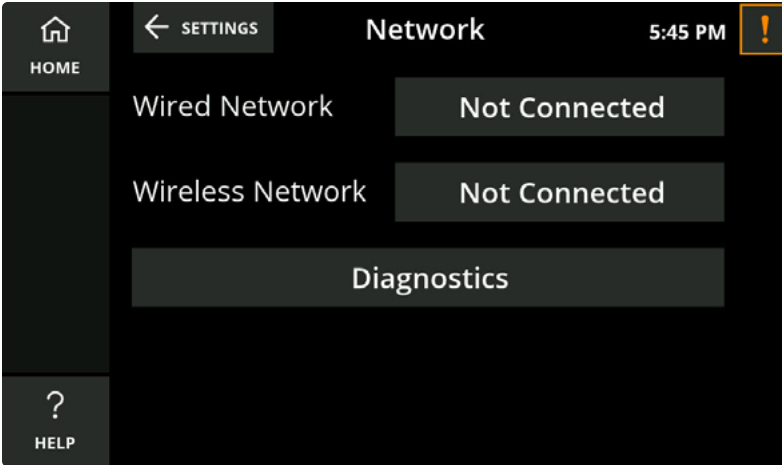 HOME
SETTINGS
Network
5:45 PM
!
Wired Network
Not Connected
Wireless Network
Not Connected
Diagnostics
?
HELP